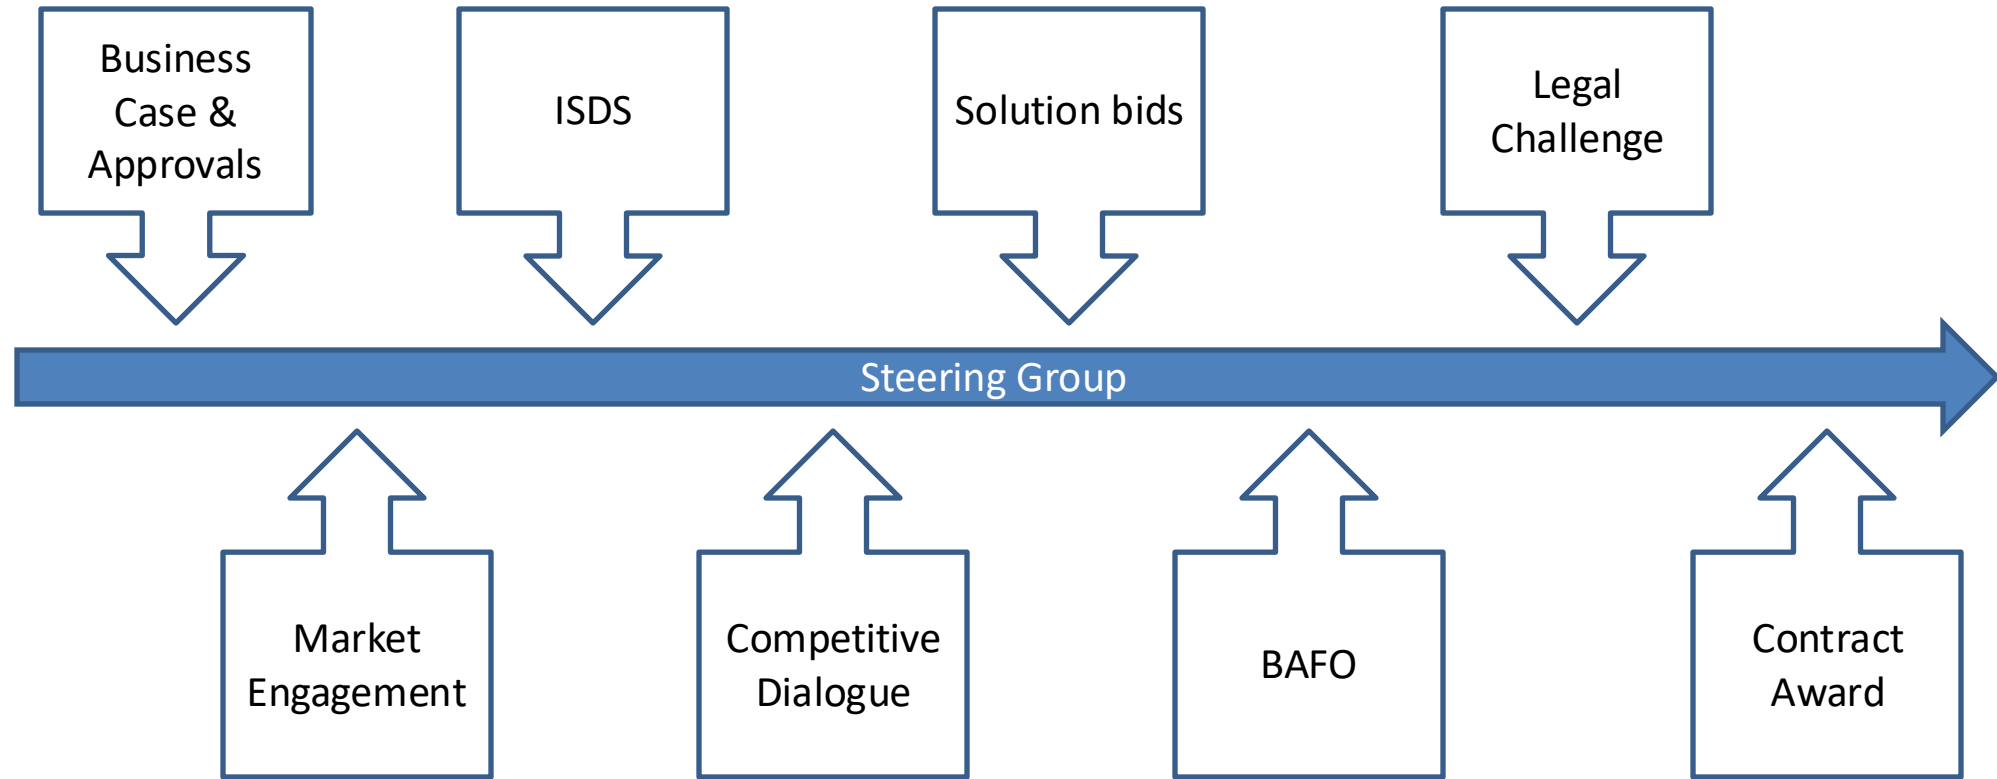 Business
Case &
Approvals
ISDS
Solution bids
Legal
Challenge
Steering Group
Market
Engagement
Competitive
Dialogue
BAFO
Contract
Award